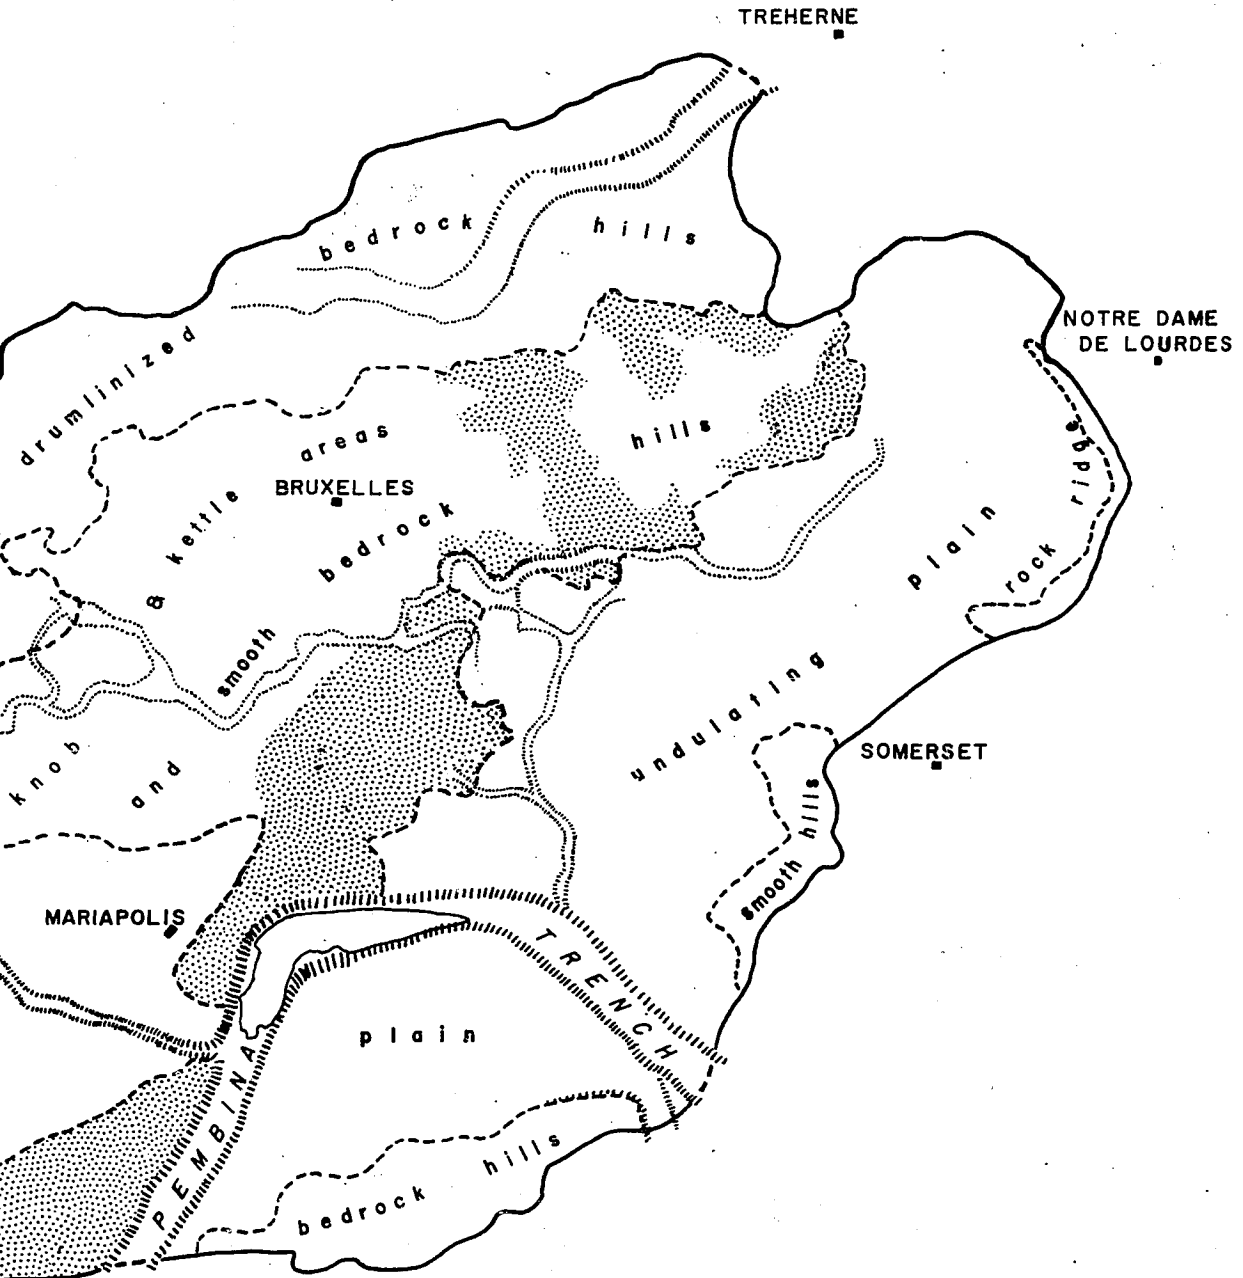 TREHERNE
bedrock hills
NOTRE DAME
DE LOURDES
drumlinized
areas
hills
ridge
BRUXELLES
& kettle
bedrock
plain
rock
smooth
undulating
knob
and
SOMERSET
smooth hills
MARIAPOLIS
TRENCH
plain
PEMBINA
bedrock hills